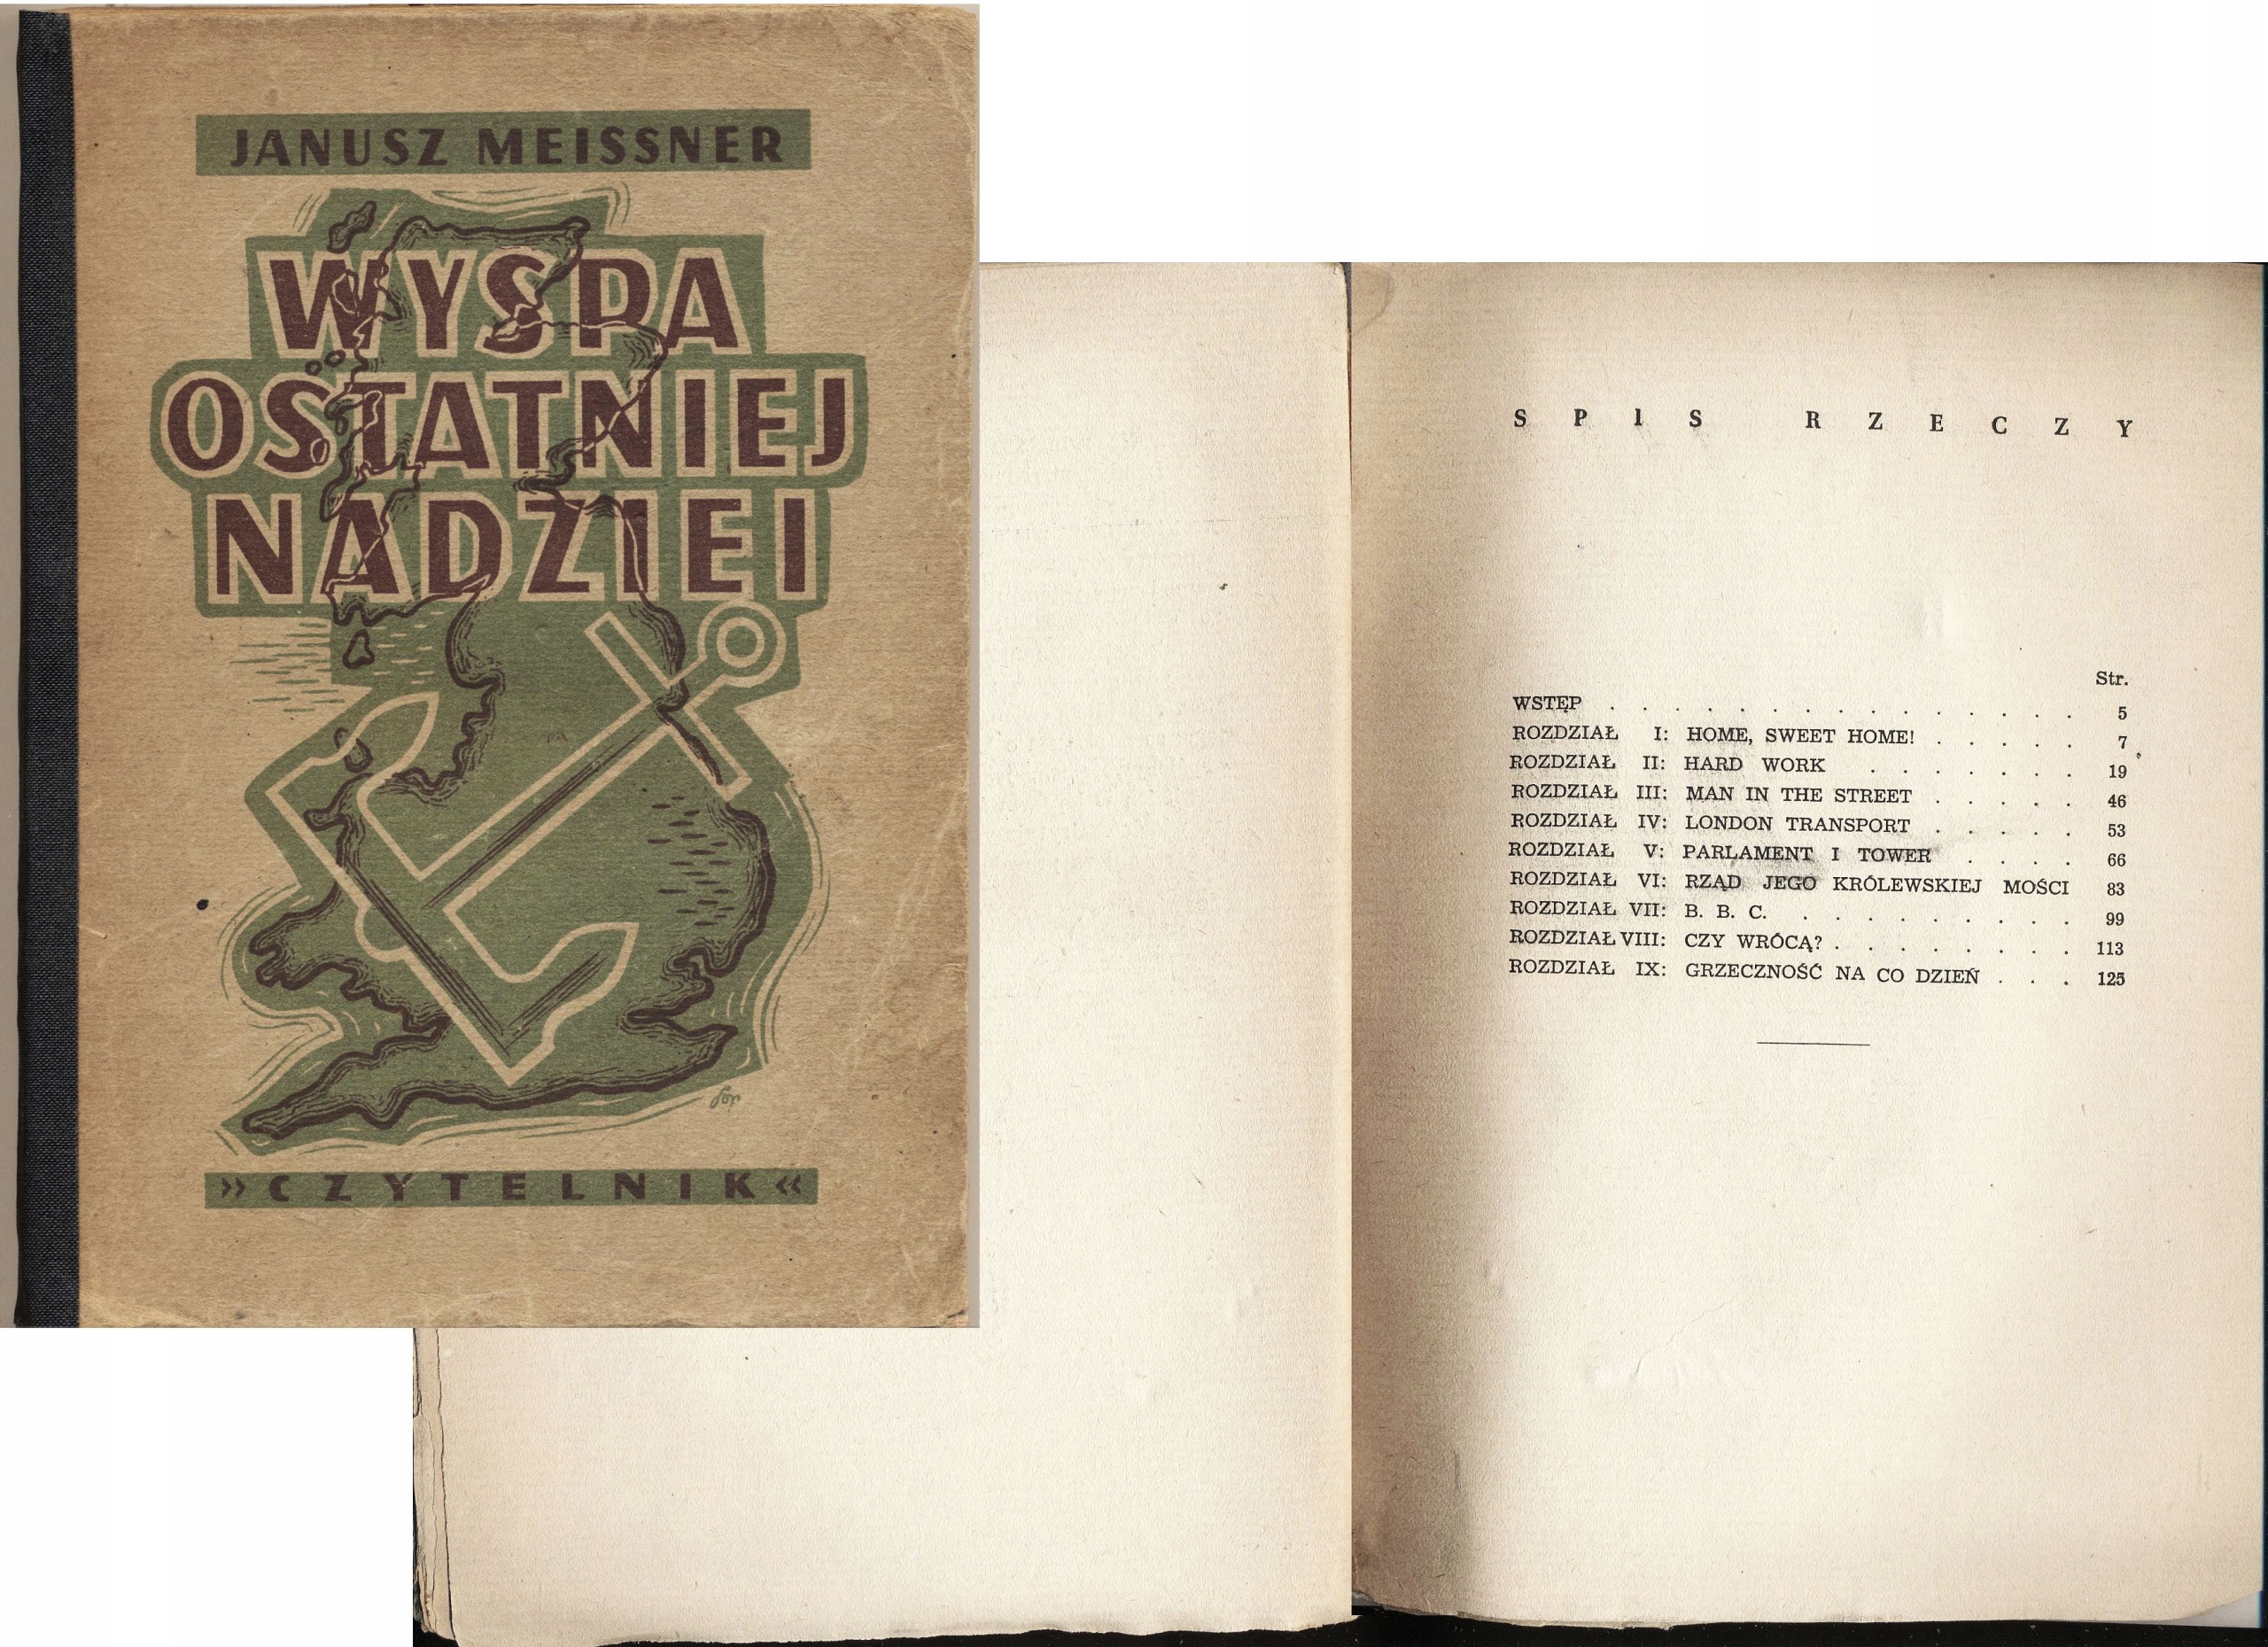 JANUSZ MEISSNER
WYSPA
OSTATNIEJ
NADZIEI
»CZYTELNIK«
SPIS RZECZY
Str.
WSTĘP . . . . . . . . . . . . . . . 5
ROZDZIAŁ I: HOME, SWEET HOME! . . . . . 7
ROZDZIAŁ II: HARD WORK . . . . . . . 19
ROZDZIAŁ III: MAN IN THE STREET . . . . . 46
ROZDZIAŁ IV: LONDON TRANSPORT . . . . . 53
ROZDZIAŁ V: PARLAMENT I TOWER . . . . 66
ROZDZIAŁ VI: RZĄD JEGO KRÓLEWSKIEJ MOŚCI 83
ROZDZIAŁ VII: B. B. C. . . . . . . . . . . 99
ROZDZIAŁ VIII: CZY WRÓCĄ? . . . . . . . . 113
ROZDZIAŁ IX: GRZECZNOŚĆ NA CO DZIEŃ . . . 125